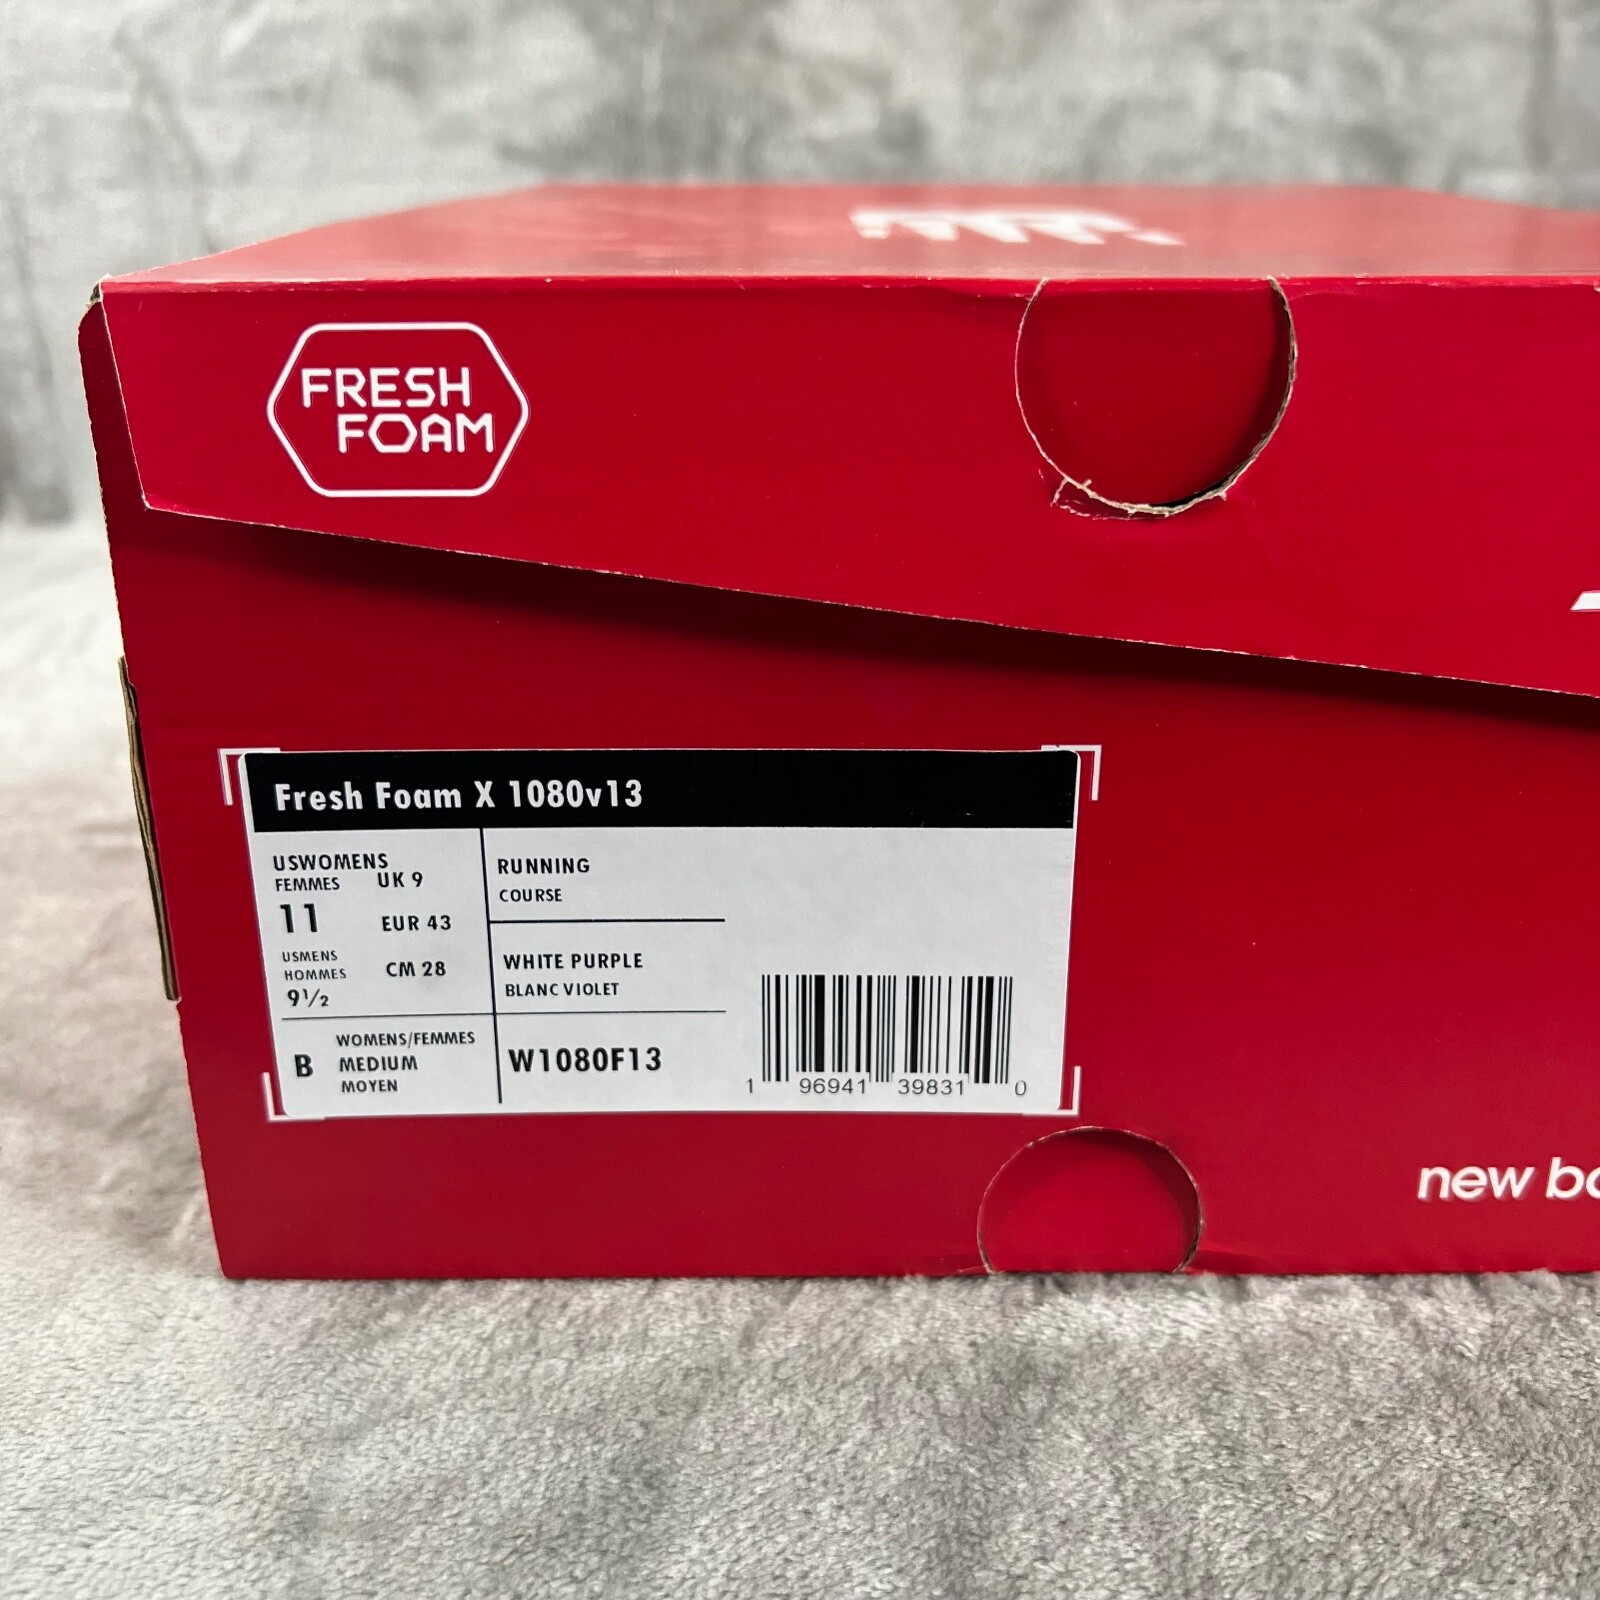 FRESH
FOAM
Fresh Foam X 1080v13
USWOMENS
FEMMES
UK 9
11
EUR 43
USMENS
HOMMES
CM 28
9½
B
WOMENS/FEMMES
MEDIUM
MOYEN
RUNNING
COURSE
WHITE PURPLE
BLANC VIOLET
W1080F13
1 96941 39831 0
new ba